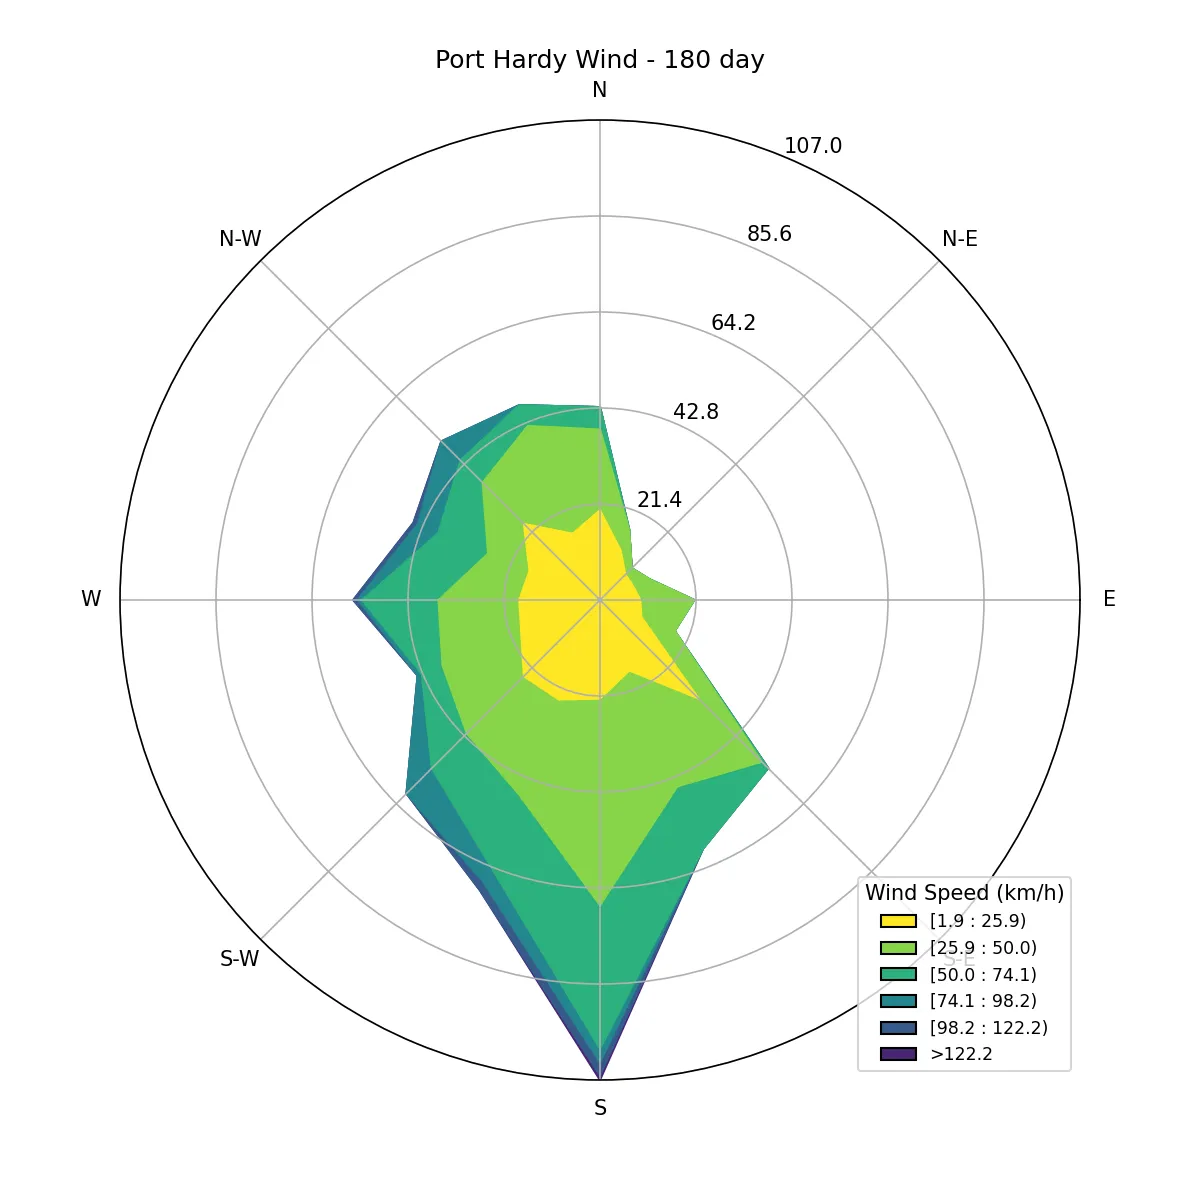 Port Hardy Wind - 180 day
N
107.0
N-W
85.6
N-E
64.2
42.8
21.4
W
E
Wind Speed (km/h)
[1.9 : 25.9)
[25.9 : 50.0)
S-W
S-E
[50.0 : 74.1)
[74.1 : 98.2)
[98.2 : 122.2)
>122.2
S